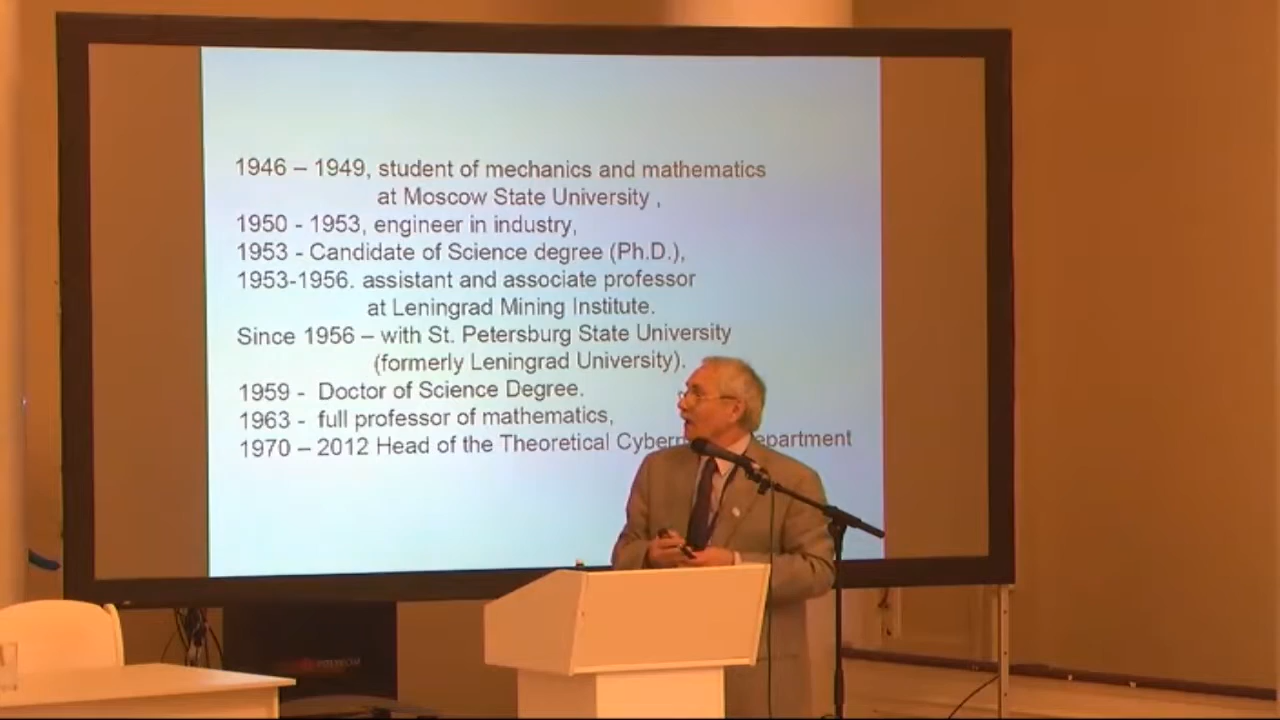 1946 – 1949, student of mechanics and mathematics
at Moscow State University ,
1950 - 1953, engineer in industry,
1953 - Candidate of Science degree (Ph.D.),
1953-1956. assistant and associate professor
at Leningrad Mining Institute.
Since 1956 – with St. Petersburg State University
(formerly Leningrad University).
1959 - Doctor of Science Degree.
1963 - full professor of mathematics,
1970 – 2012 Head of the Theoretical